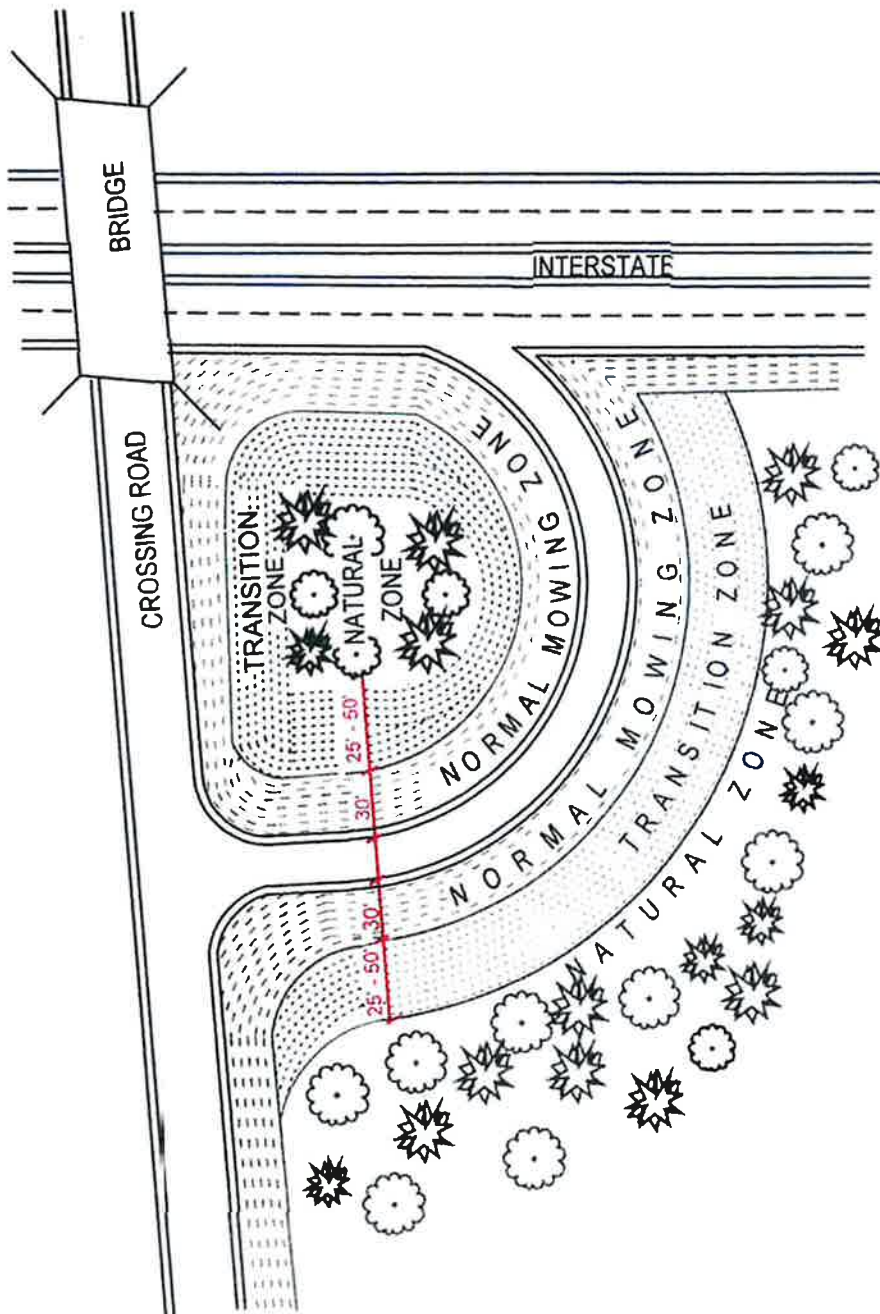 BRIDGE
INTERSTATE
CROSSING ROAD
TRANSITION
ZONE
NATURAL
ZONE
NORMAL MOWING ZONE
NORMAL MOWING ZONE
TRANSITION ZONE
NATURAL ZONE
25' - 50'
30'
30'
25' - 50'